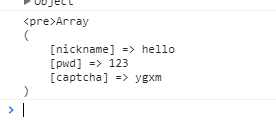 ▶ Object
<pre>Array
(
[nickname] => hello
[pwd] => 123
[captcha] => ygxm
)
>